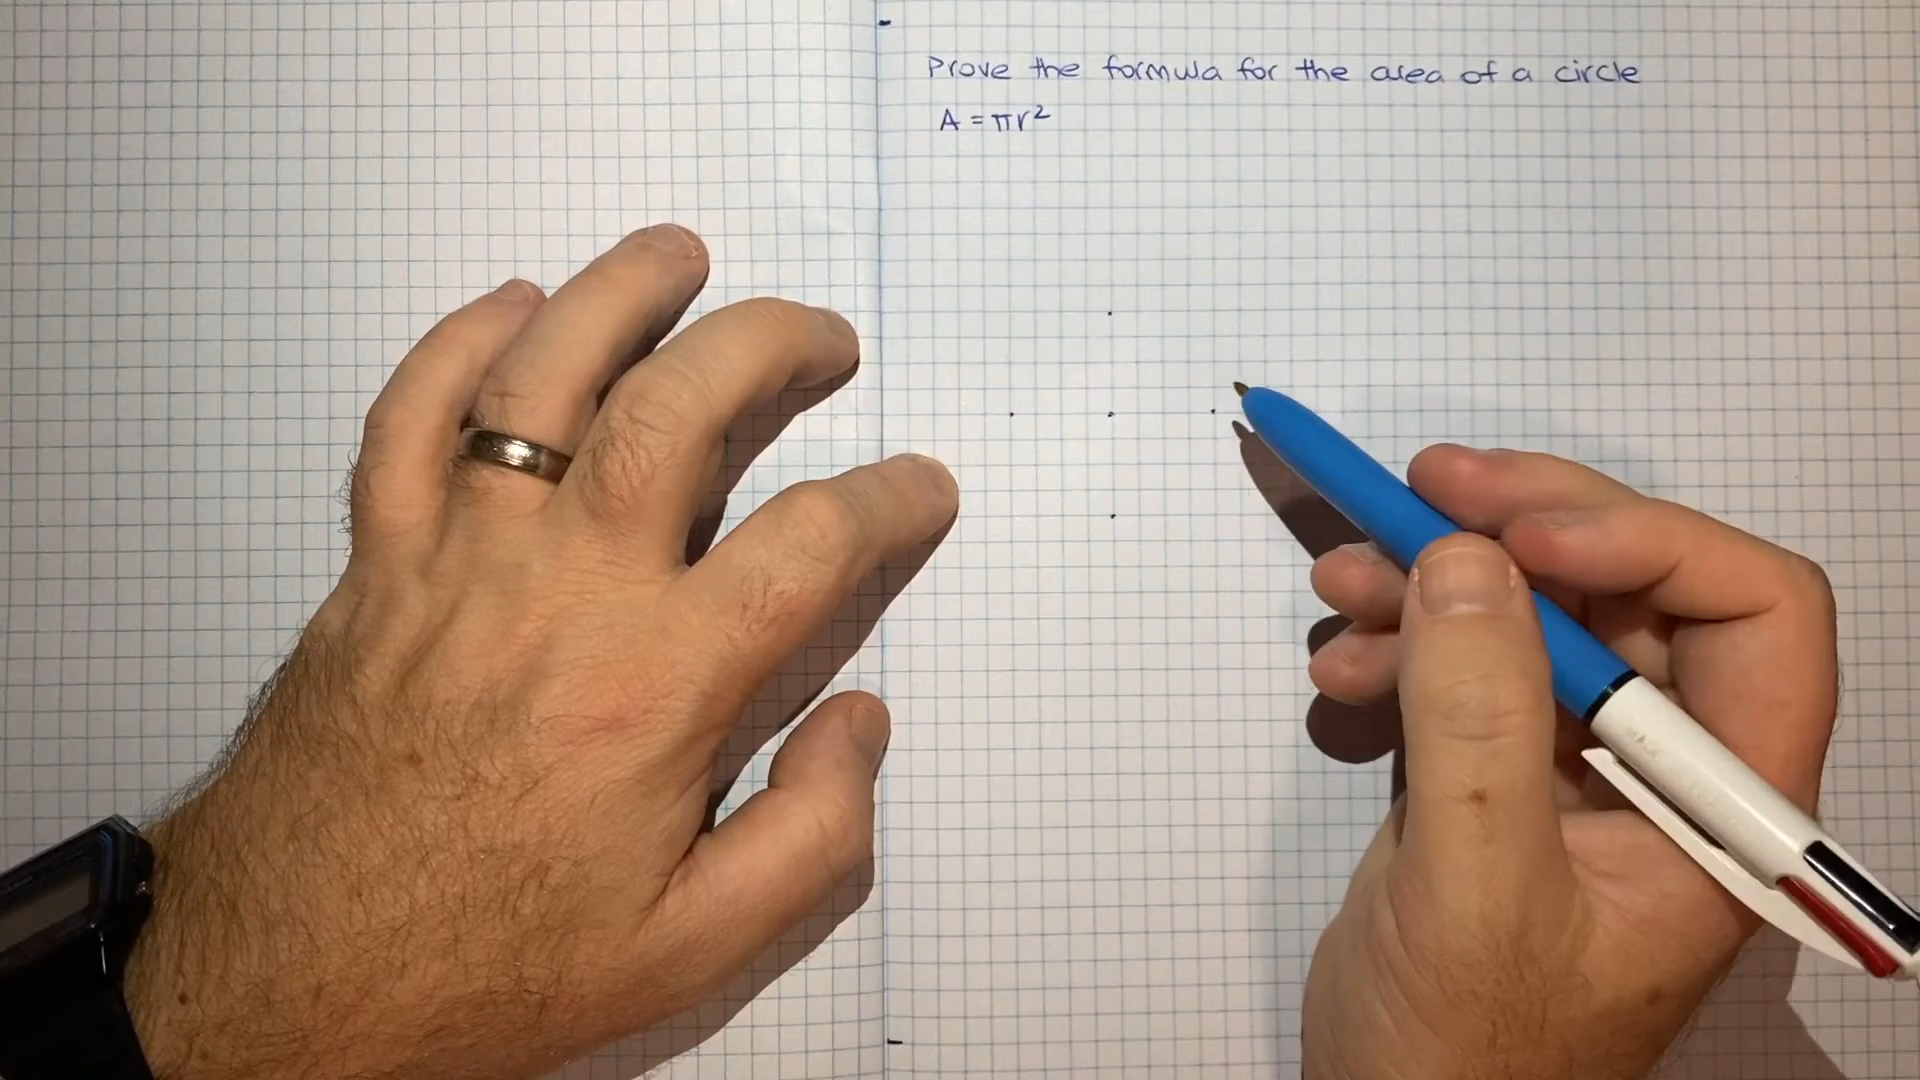 Prove the formula for the area of a circle
A = πr²